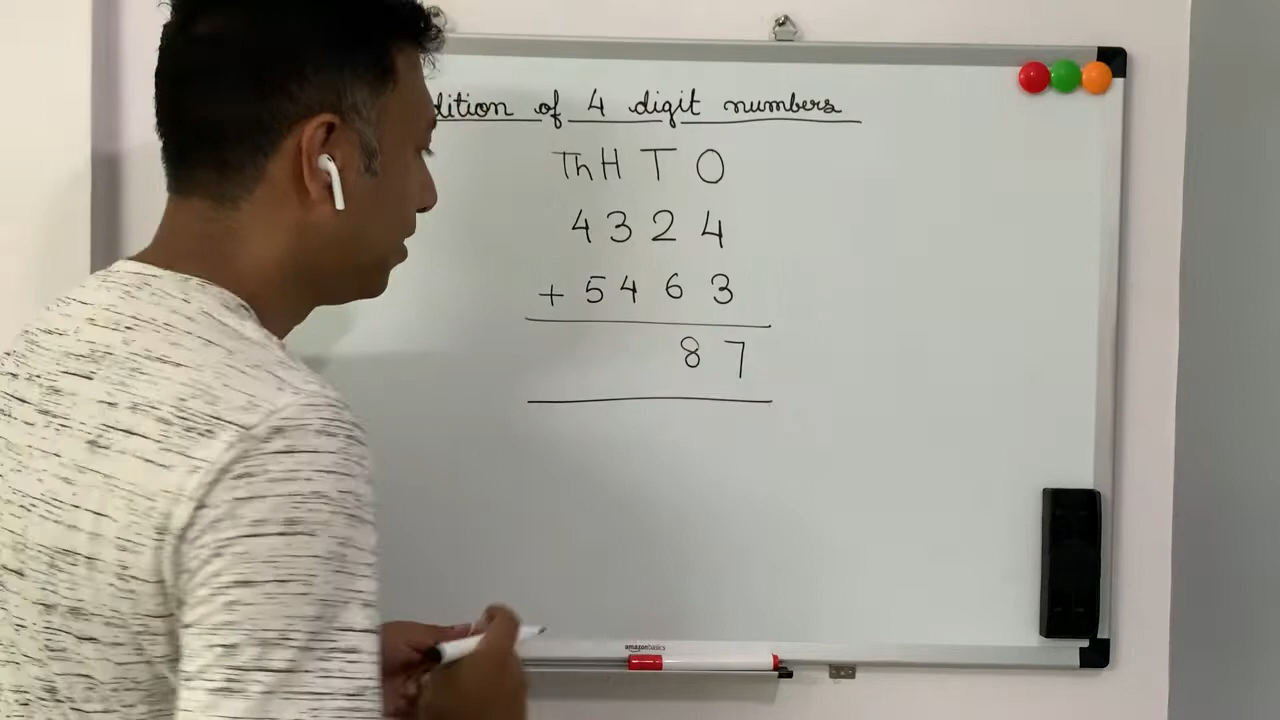 dition of 4 digit numbers
Th H T O
4 3 2 4
+ 5 4 6 3
8 7
amazonbasics